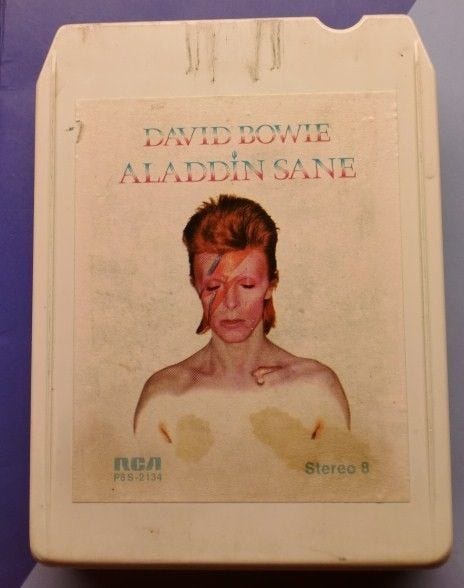 DAVID BOWIE
ALADDIN SANE
RCA Stereo 8
P8S-2134